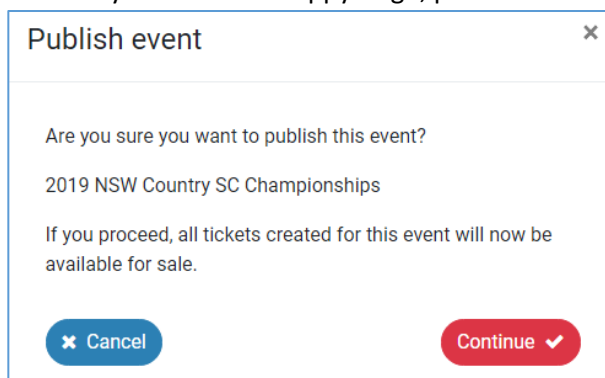 Publish event
Are you sure you want to publish this event?
2019 NSW Country SC Championships
If you proceed, all tickets created for this event will now be
available for sale.
Cancel
Continue